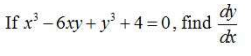 If x³ − 6xy + y³ + 4 = 0, find dy/dx